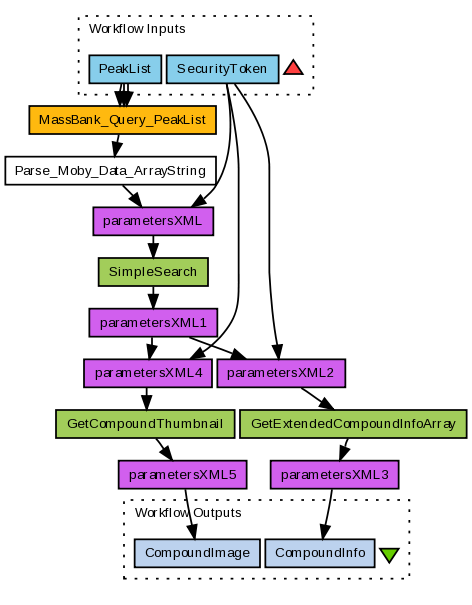 Workflow Inputs
PeakList
SecurityToken
MassBank_Query_PeakList
Parse_Moby_Data_ArrayString
parametersXML
SimpleSearch
parametersXML1
parametersXML4
parametersXML2
GetCompoundThumbnail
GetExtendedCompoundInfoArray
parametersXML5
parametersXML3
Workflow Outputs
CompoundImage
CompoundInfo